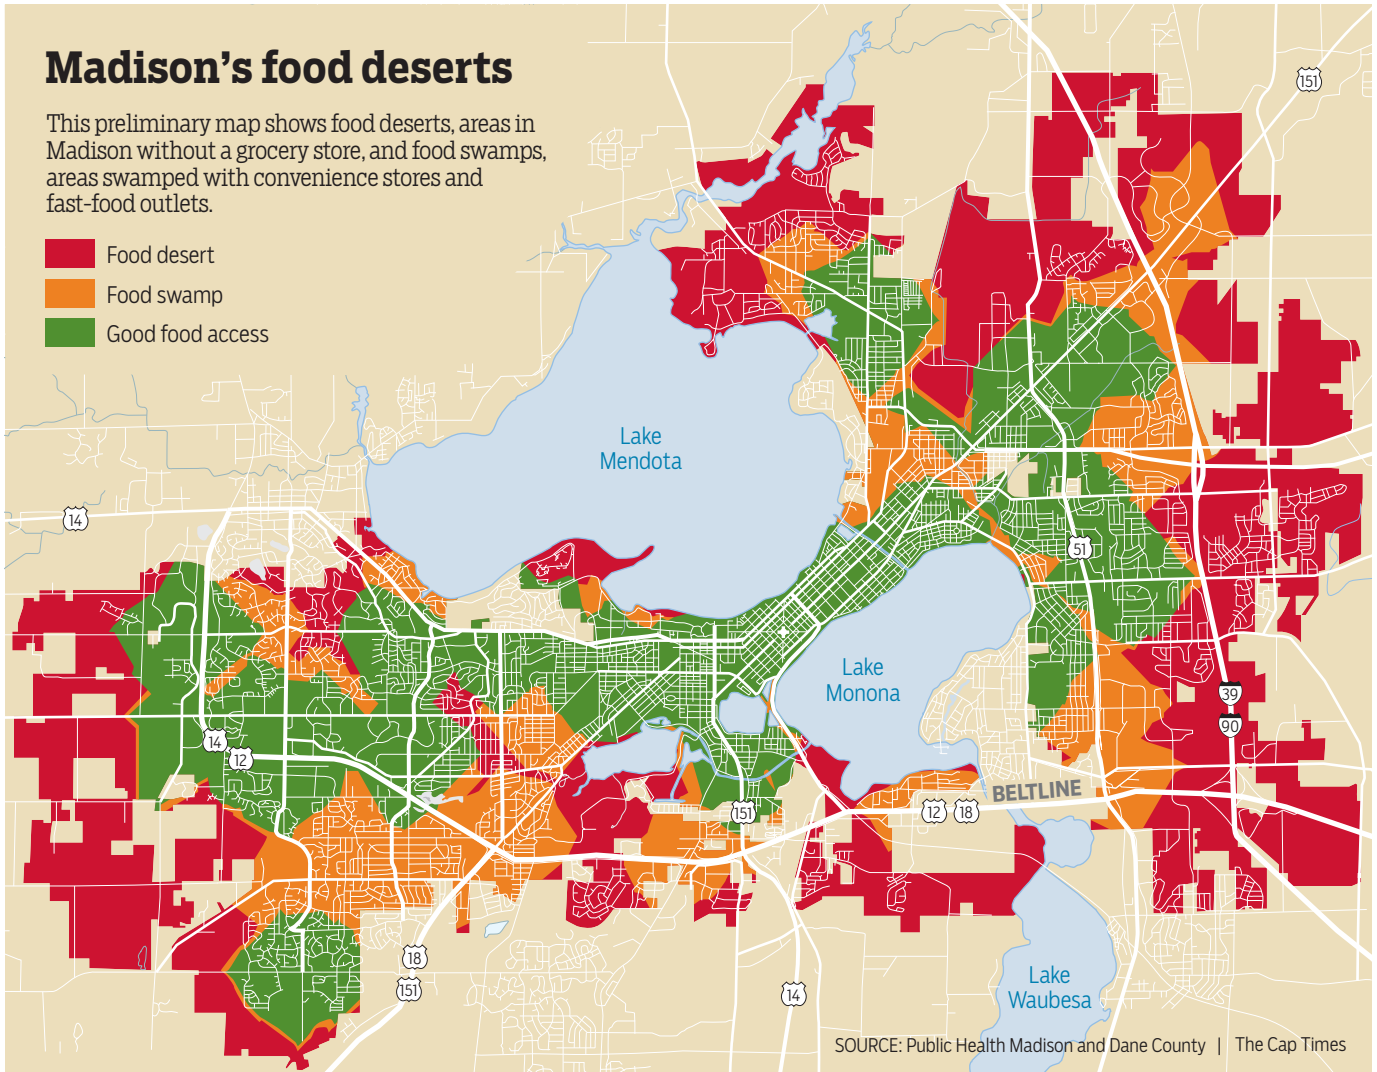 Madison's food deserts
This preliminary map shows food deserts, areas in
Madison without a grocery store, and food swamps,
areas swamped with convenience stores and
fast-food outlets.
Food desert
Food swamp
Good food access
151
Lake
Mendota
14
51
Lake
Monona
39
90
14
12
BELTLINE
151
12
18
18
151
14
Lake
Waubesa
SOURCE: Public Health Madison and Dane County | The Cap Times